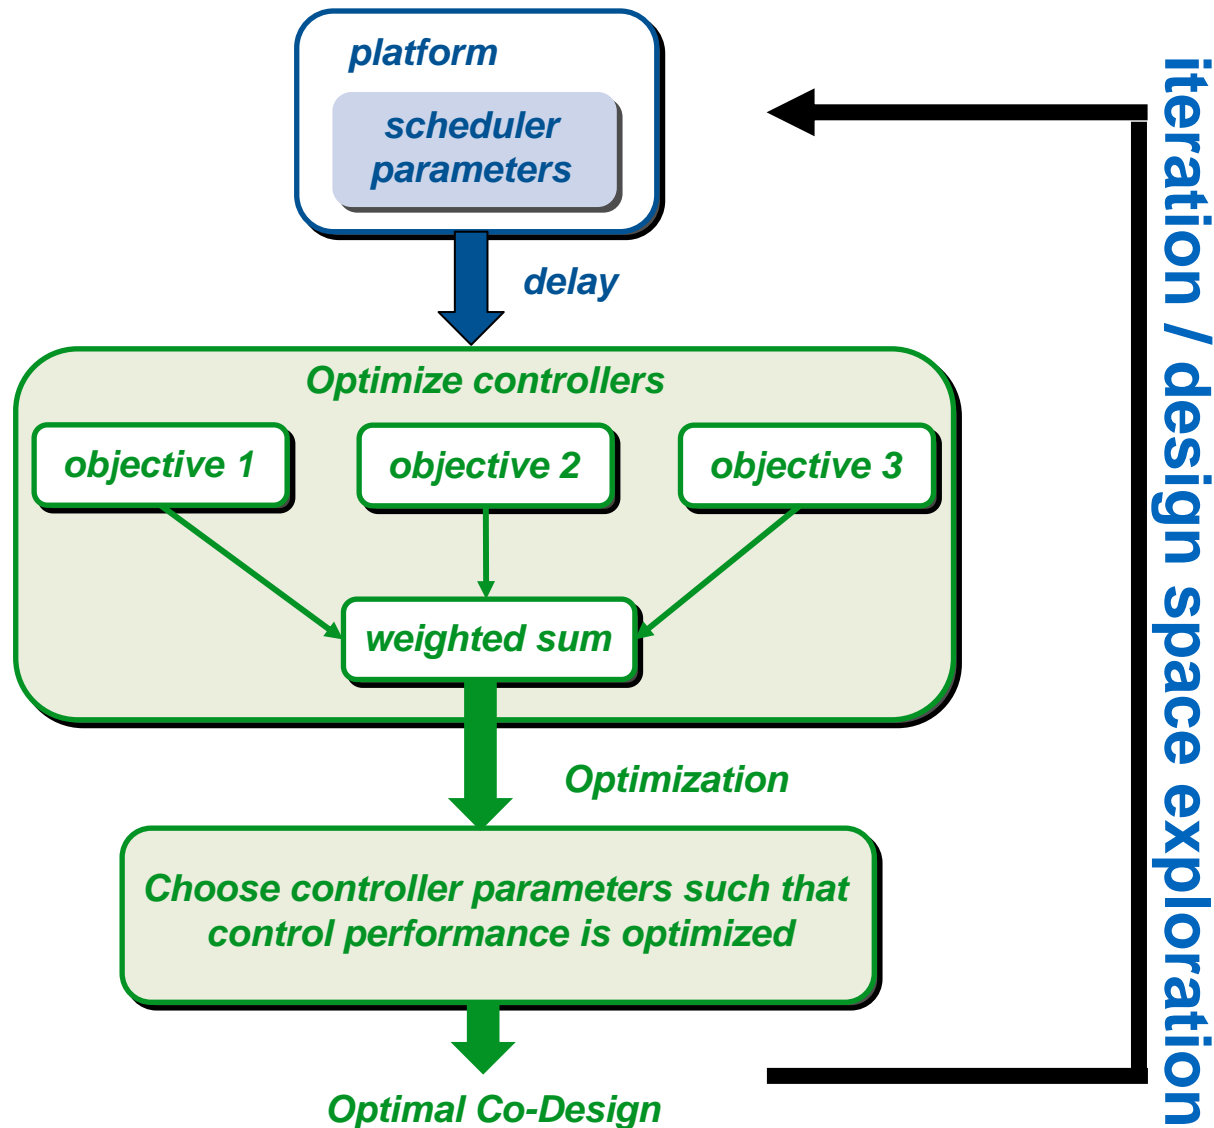 platform
scheduler
parameters
delay
Optimize controllers
objective 1
objective 2
objective 3
weighted sum
Optimization
Choose controller parameters such that
control performance is optimized
Optimal Co-Design
iteration / design space exploration